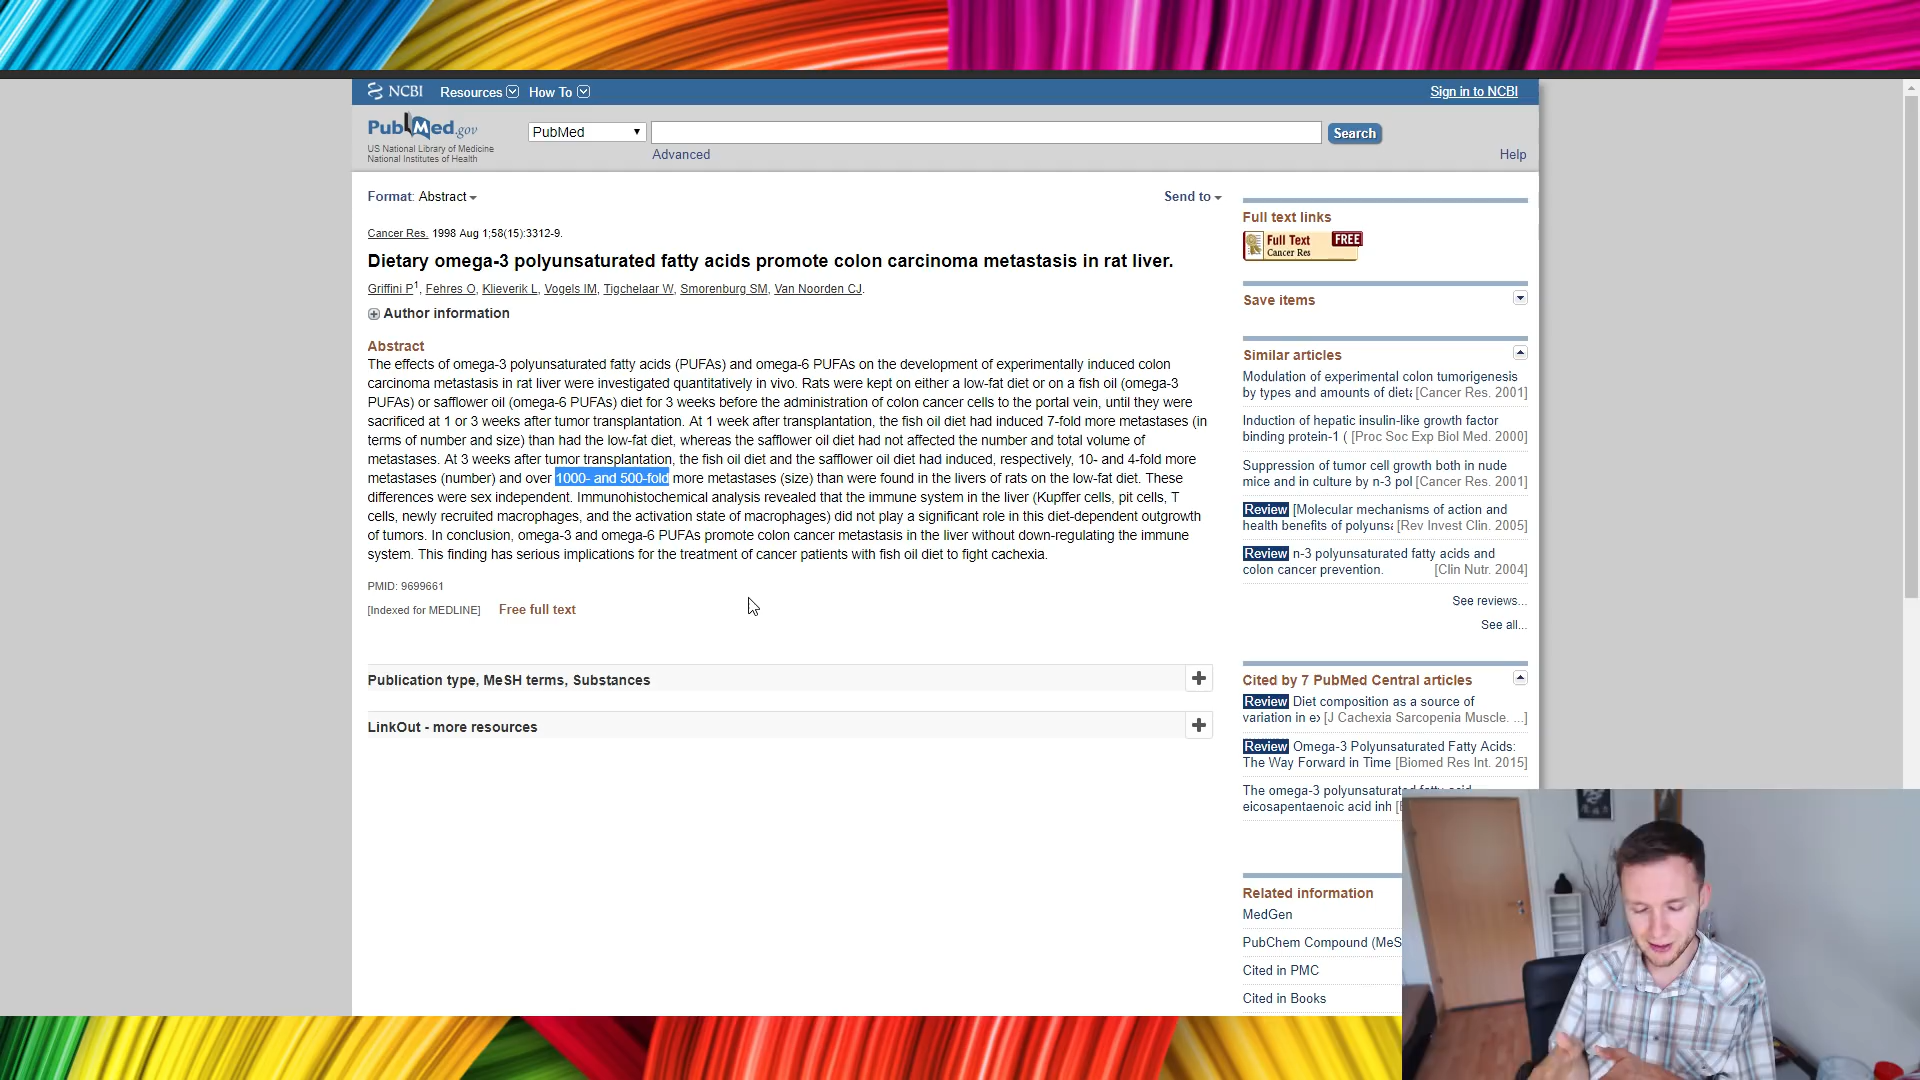 NCBI Resources How To Sign in to NCBI
PubMed.gov
US National Library of Medicine
National Institutes of Health
PubMed
Search
Advanced
Help
Format: Abstract
Send to
Cancer Res. 1998 Aug 1;58(15):3312-9.
Dietary omega-3 polyunsaturated fatty acids promote colon carcinoma metastasis in rat liver.
Griffini P1, Fehres O, Klieverik L, Vogels IM, Tigchelaar W, Smorenburg SM, Van Noorden CJ.
Author information
Abstract
The effects of omega-3 polyunsaturated fatty acids (PUFAs) and omega-6 PUFAs on the development of experimentally induced colon
carcinoma metastasis in rat liver were investigated quantitatively in vivo. Rats were kept on either a low-fat diet or on a fish oil (omega-3
PUFAs) or safflower oil (omega-6 PUFAs) diet for 3 weeks before the administration of colon cancer cells to the portal vein, until they were
sacrificed at 1 or 3 weeks after tumor transplantation. At 1 week after transplantation, the fish oil diet had induced 7-fold more metastases (in
terms of number and size) than had the low-fat diet, whereas the safflower oil diet had not affected the number and total volume of
metastases. At 3 weeks after tumor transplantation, the fish oil diet and the safflower oil diet had induced, respectively, 10- and 4-fold more
metastases (number) and over 1000- and 500-fold more metastases (size) than were found in the livers of rats on the low-fat diet. These
differences were sex independent. Immunohistochemical analysis revealed that the immune system in the liver (Kupffer cells, pit cells, T
cells, newly recruited macrophages, and the activation state of macrophages) did not play a significant role in this diet-dependent outgrowth
of tumors. In conclusion, omega-3 and omega-6 PUFAs promote colon cancer metastasis in the liver without down-regulating the immune
system. This finding has serious implications for the treatment of cancer patients with fish oil diet to fight cachexia.
PMID: 9699661
[Indexed for MEDLINE] Free full text
Publication type, MeSH terms, Substances
LinkOut - more resources
Full text links
Full Text FREE
Cancer Res
Save items
Similar articles
Modulation of experimental colon tumorigenesis
by types and amounts of dieta [Cancer Res. 2001]
Induction of hepatic insulin-like growth factor
binding protein-1 ( [Proc Soc Exp Biol Med. 2000]
Suppression of tumor cell growth both in nude
mice and in culture by n-3 pol [Cancer Res. 2001]
Review [Molecular mechanisms of action and
health benefits of polyunsa [Rev Invest Clin. 2005]
Review n-3 polyunsaturated fatty acids and
colon cancer prevention. [Clin Nutr. 2004]
See reviews...
See all...
Cited by 7 PubMed Central articles
Review Diet composition as a source of
variation in ex [J Cachexia Sarcopenia Muscle. ...]
Review Omega-3 Polyunsaturated Fatty Acids:
The Way Forward in Time [Biomed Res Int. 2015]
The omega-3 polyunsaturated fatty acid
eicosapentaenoic acid inh [
Related information
MedGen
PubChem Compound (MeS
Cited in PMC
Cited in Books